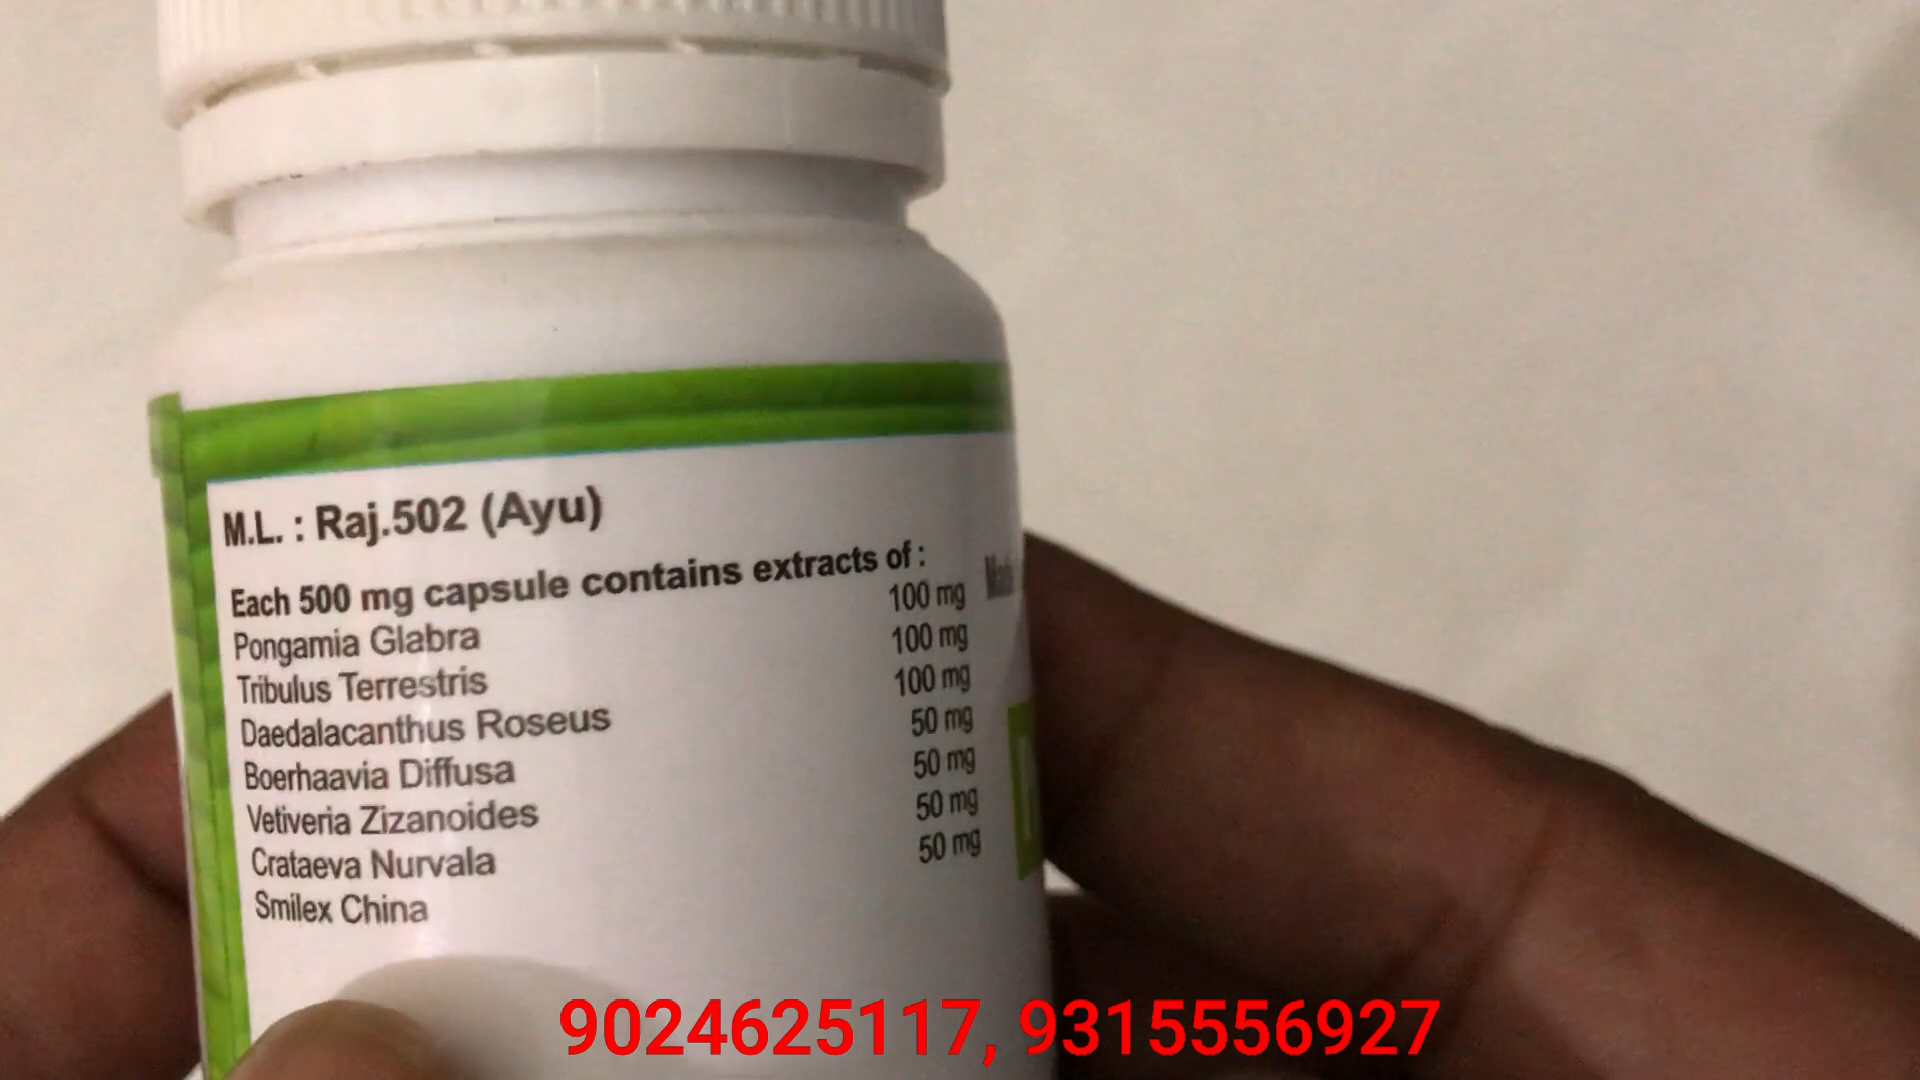 M.L. : Raj.502 (Ayu)
Each 500 mg capsule contains extracts of :
Pongamia Glabra 100 mg
Tribulus Terrestris 100 mg
Daedalacanthus Roseus 100 mg
Boerhaavia Diffusa 50 mg
Vetiveria Zizanoides 50 mg
Crataeva Nurvala 50 mg
Smilex China 50 mg
9024625117, 9315556927